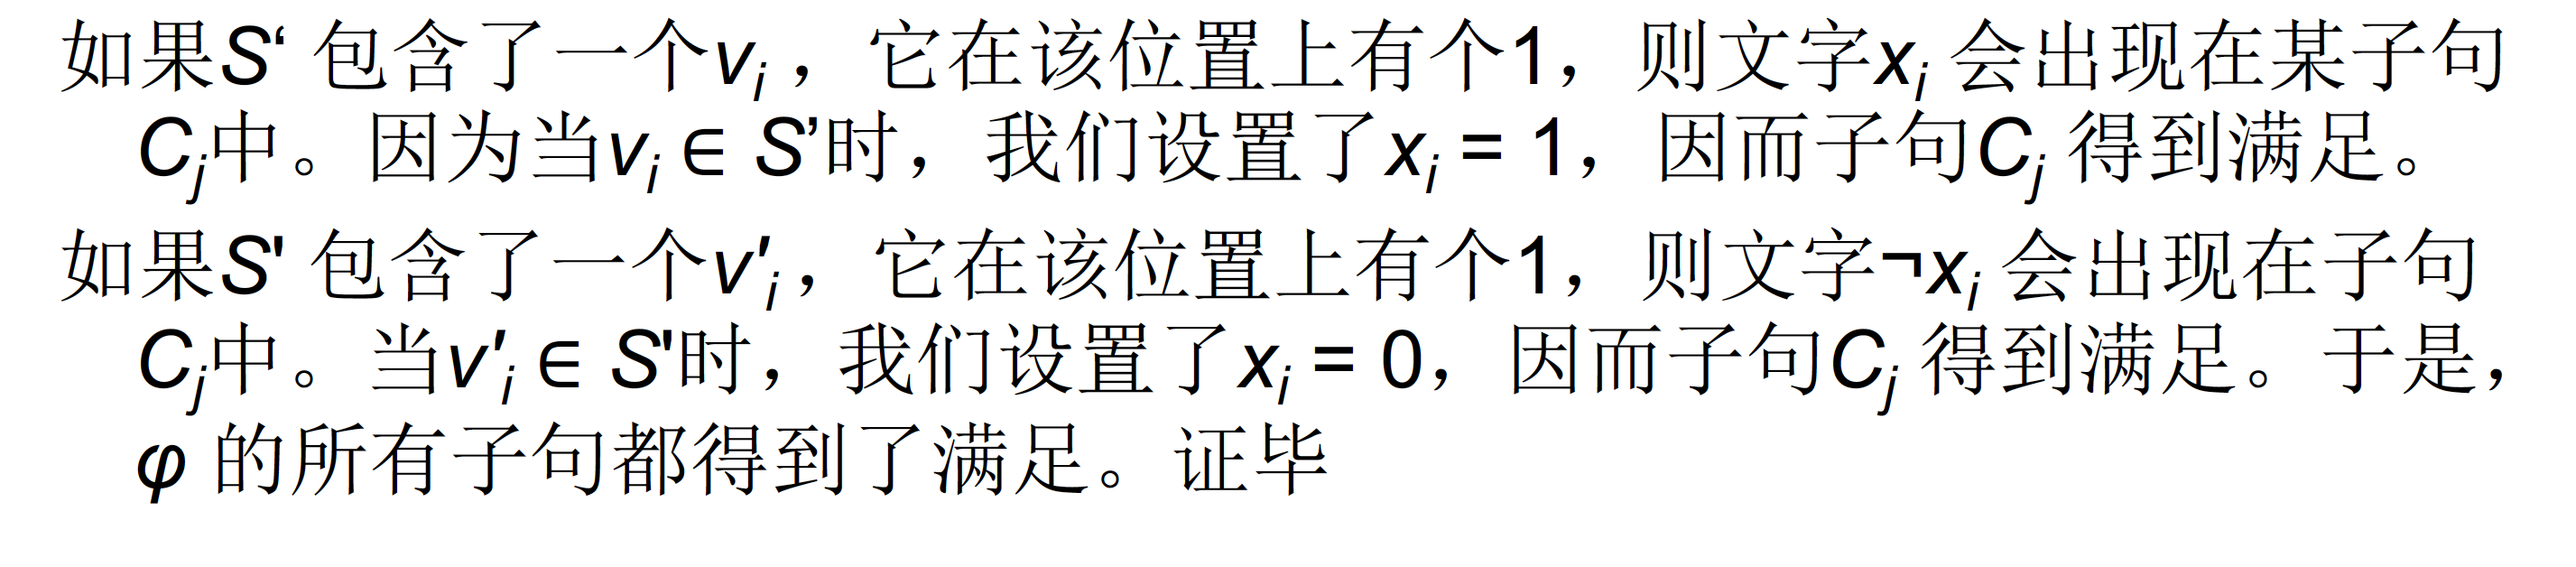 如果S‘ 包含了一个vi，它在该位置上有个1，则文字xi 会出现在某子句
Cj中。因为当vi ∈ S’时，我们设置了xi = 1，因而子句Cj 得到满足。
如果S' 包含了一个v'i，它在该位置上有个1，则文字¬xi 会出现在子句
Cj中。当v'i ∈ S'时，我们设置了xi = 0，因而子句Cj 得到满足。于是，
φ 的所有子句都得到了满足。证毕